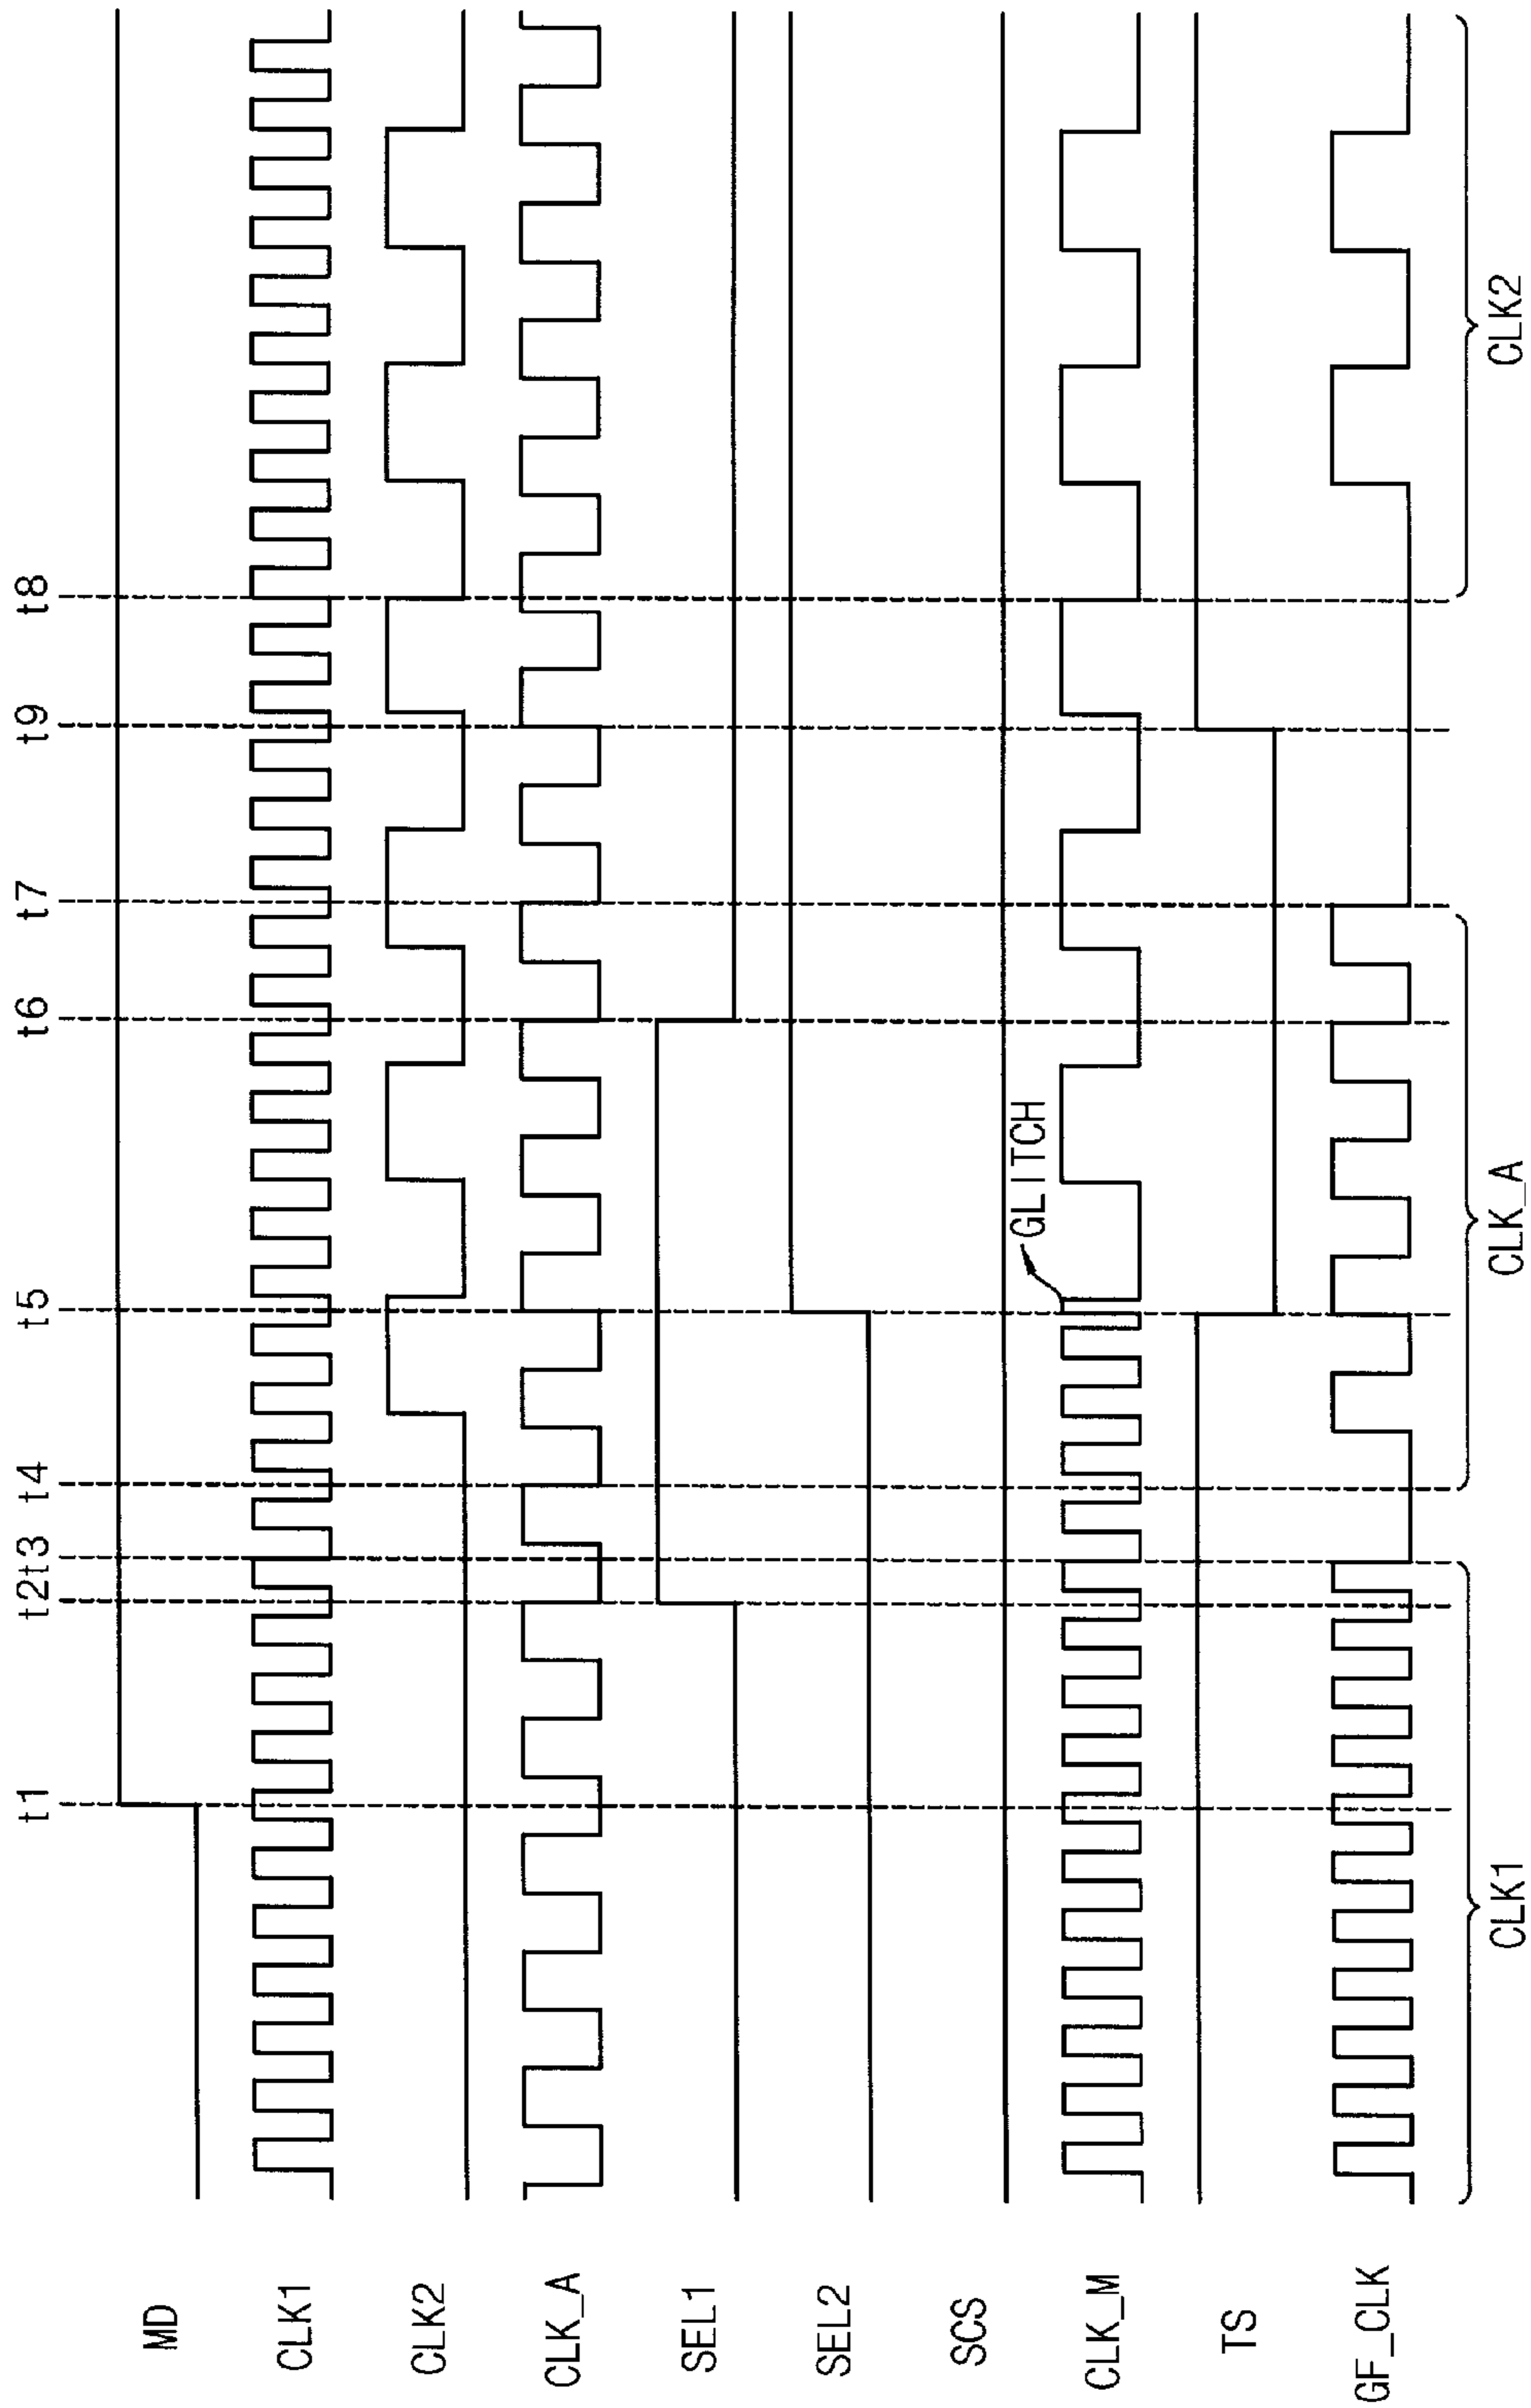 t1
t2
t3
t4
t5
t6
t7
t9
t8
MD
CLK1
CLK2
CLK_A
SEL1
SEL2
SCS
GLITCH
CLK_M
TS
GF_CLK
CLK1
CLK_A
CLK2